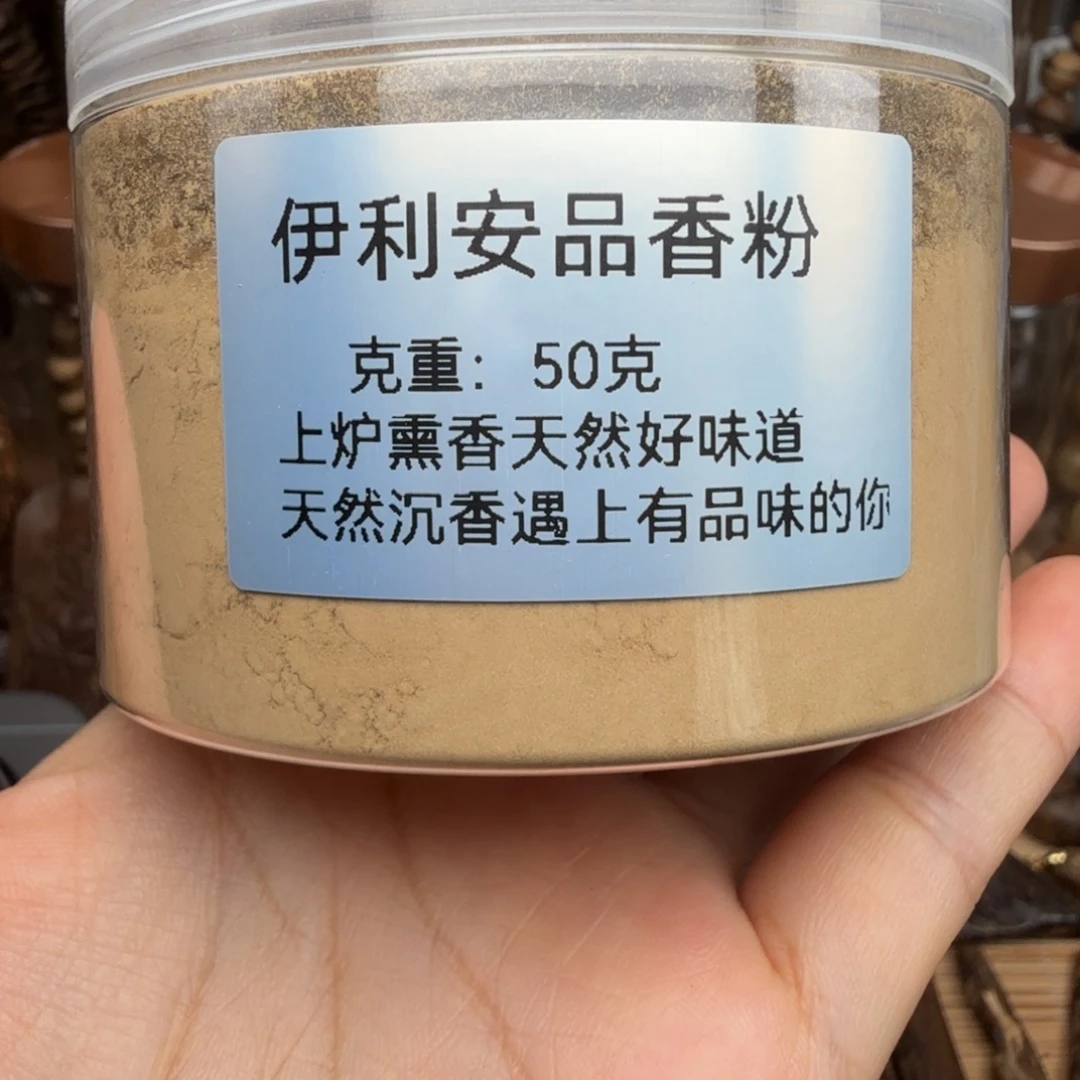 伊利安品香粉
克重：50克
上炉熏香天然好味道
天然沉香遇上有品味的你